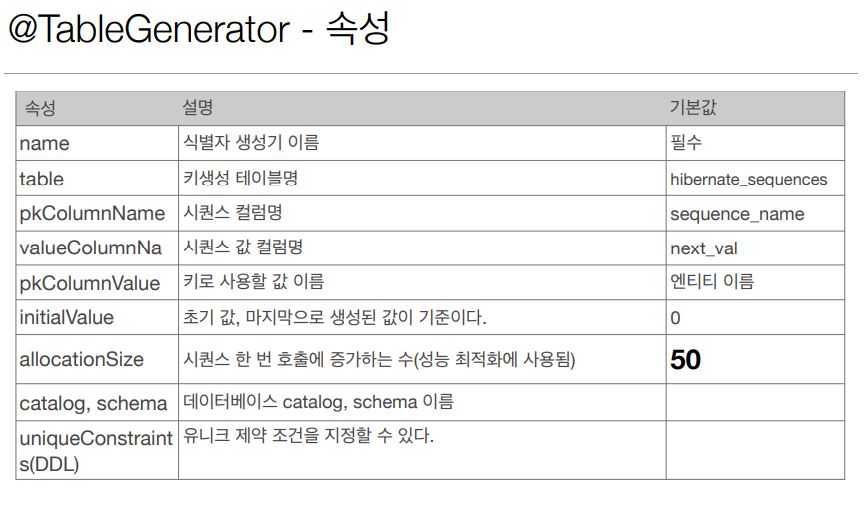 @TableGenerator - 속성
속성 설명 기본값
name 식별자 생성기 이름 필수
table 키생성 테이블명 hibernate_sequences
pkColumnName 시퀀스 컬럼명 sequence_name
valueColumnNa 시퀀스 값 컬럼명 next_val
pkColumnValue 키로 사용할 값 이름 엔티티 이름
initialValue 초기 값, 마지막으로 생성된 값이 기준이다. 0
allocationSize 시퀀스 한 번 호출에 증가하는 수(성능 최적화에 사용됨) 50
catalog, schema 데이터베이스 catalog, schema 이름
uniqueConstraint 유니크 제약 조건을 지정할 수 있다.
s(DDL)